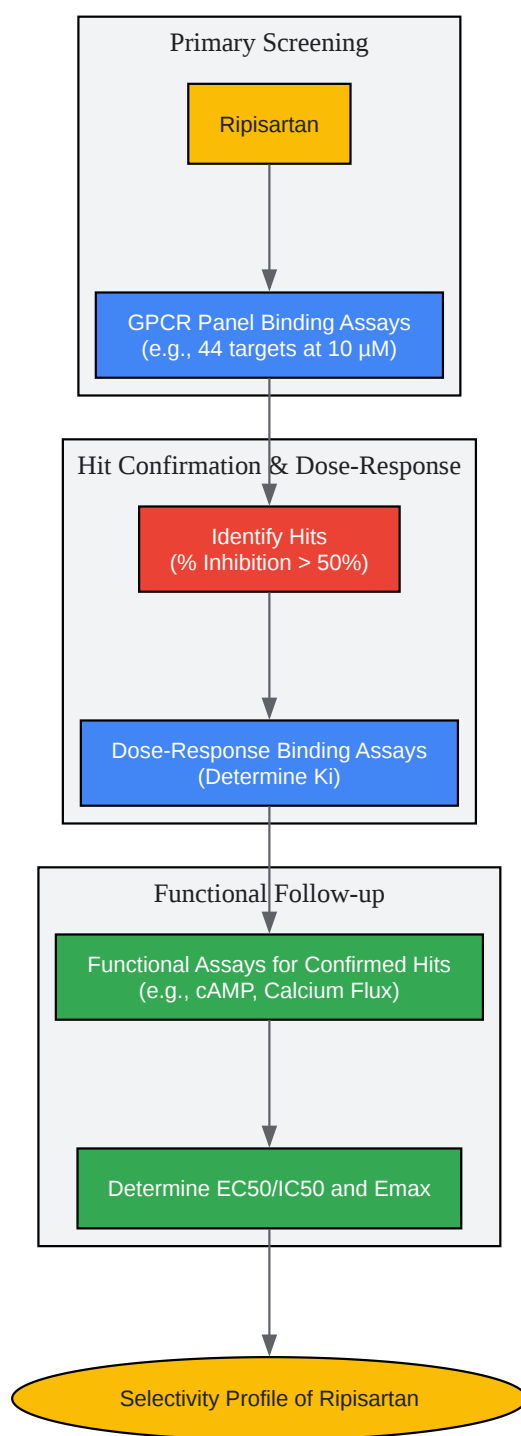 Primary Screening
Ripisartan
GPCR Panel Binding Assays
(e.g., 44 targets at 10 µM)
Hit Confirmation & Dose-Response
Identify Hits
(% Inhibition > 50%)
Dose-Response Binding Assays
(Determine Ki)
Functional Follow-up
Functional Assays for Confirmed Hits
(e.g., cAMP, Calcium Flux)
Determine EC50/IC50 and Emax
Selectivity Profile of Ripisartan